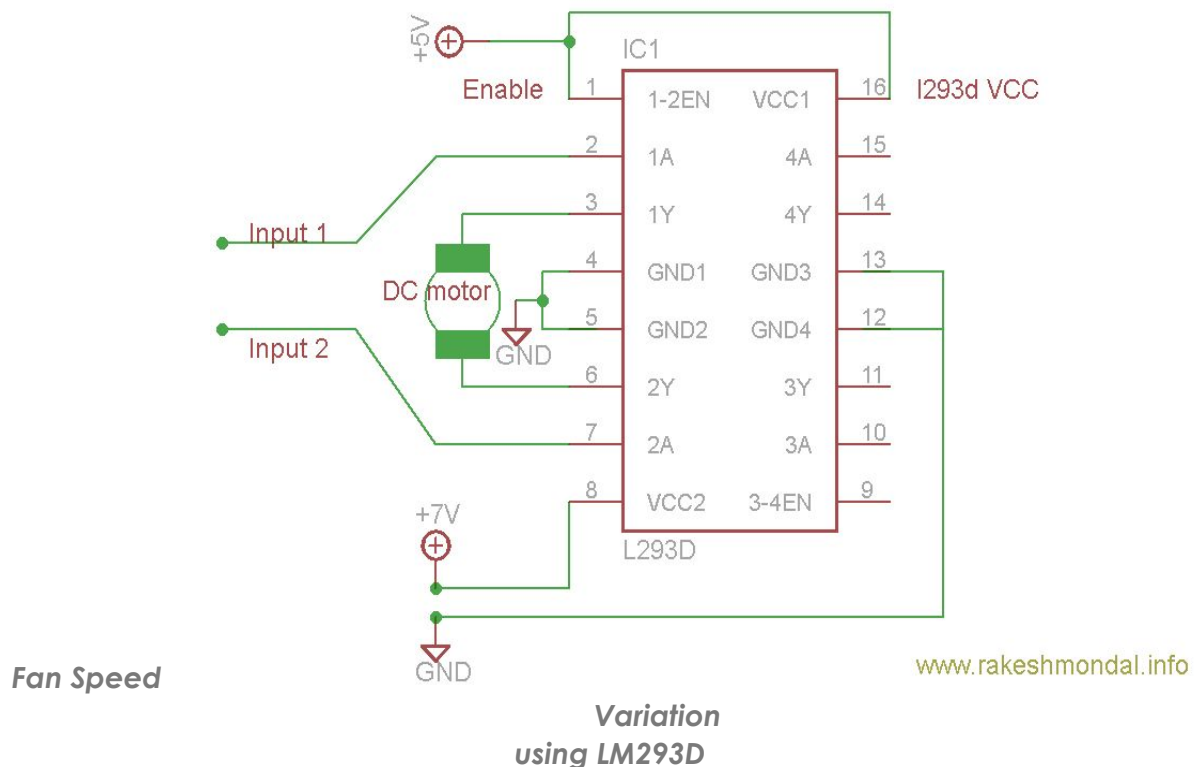 +5V
IC1
Enable
1
1-2EN
VCC1
16
l293d VCC
2
1A
4A
15
3
1Y
4Y
14
Input 1
4
GND1
GND3
13
DC motor
5
GND2
GND4
12
GND
Input 2
6
2Y
3Y
11
7
2A
3A
10
8
VCC2
3-4EN
9
+7V
L293D
GND
www.rakeshmondal.info
Fan Speed
Variation
using LM293D